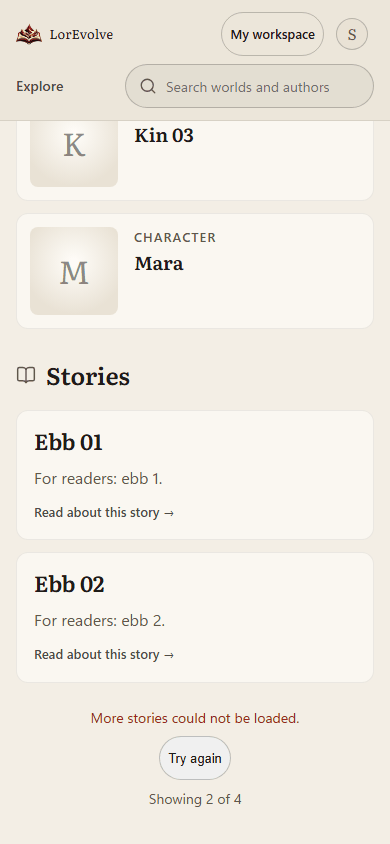 LorEvolve
My workspace
S
Explore
Search worlds and authors
K
Kin 03
M
CHARACTER
Mara
Stories
Ebb 01
For readers: ebb 1.
Read about this story →
Ebb 02
For readers: ebb 2.
Read about this story →
More stories could not be loaded.
Try again
Showing 2 of 4